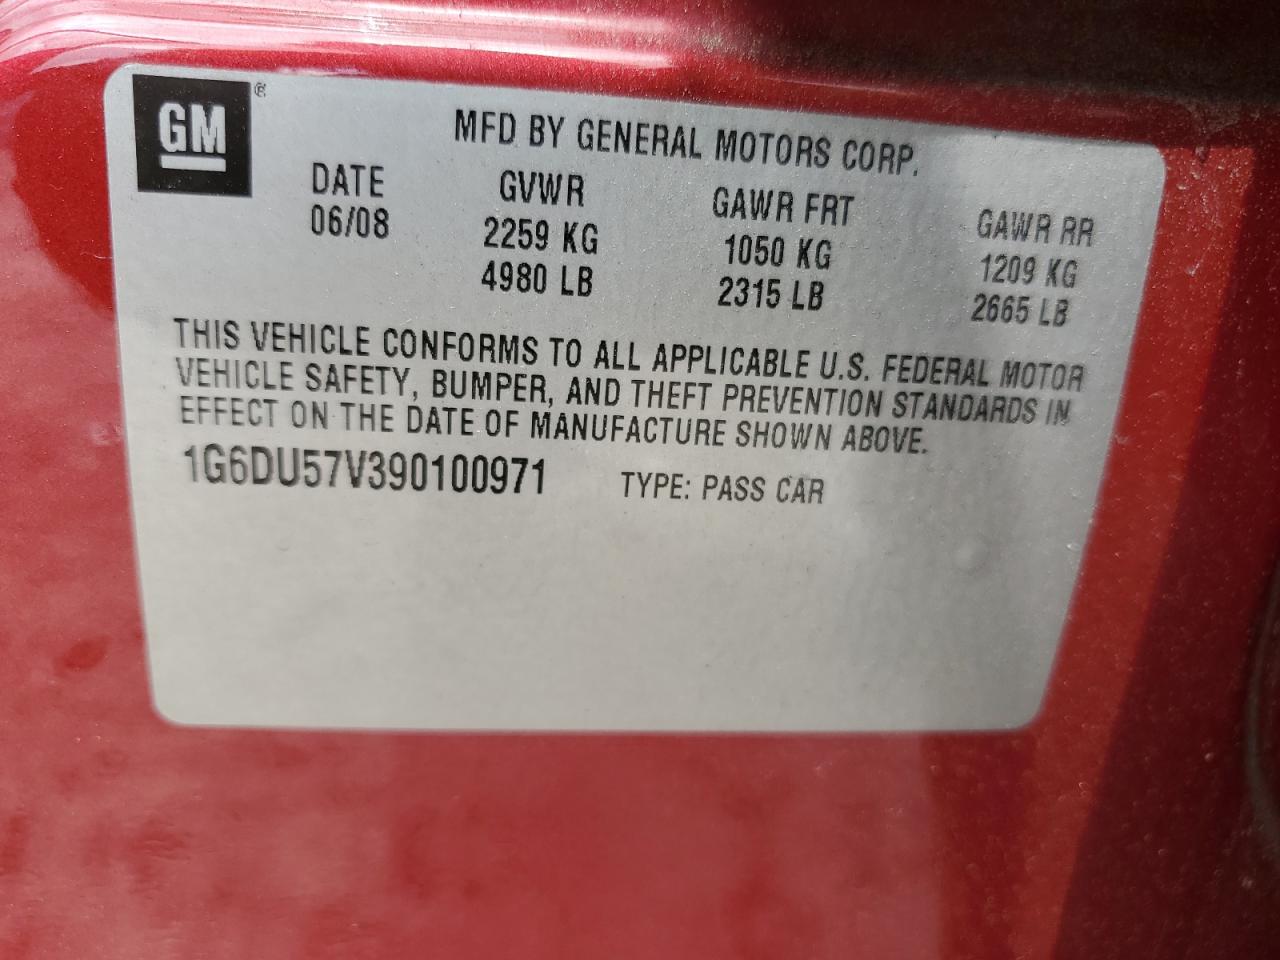 GM®
MFD BY GENERAL MOTORS CORP.
DATE GVWR GAWR FRT GAWR RR
06/08 2259 KG 1050 KG 1209 KG
4980 LB 2315 LB 2665 LB
THIS VEHICLE CONFORMS TO ALL APPLICABLE U.S. FEDERAL MOTOR
VEHICLE SAFETY, BUMPER, AND THEFT PREVENTION STANDARDS IN
EFFECT ON THE DATE OF MANUFACTURE SHOWN ABOVE.
1G6DU57V390100971 TYPE: PASS CAR